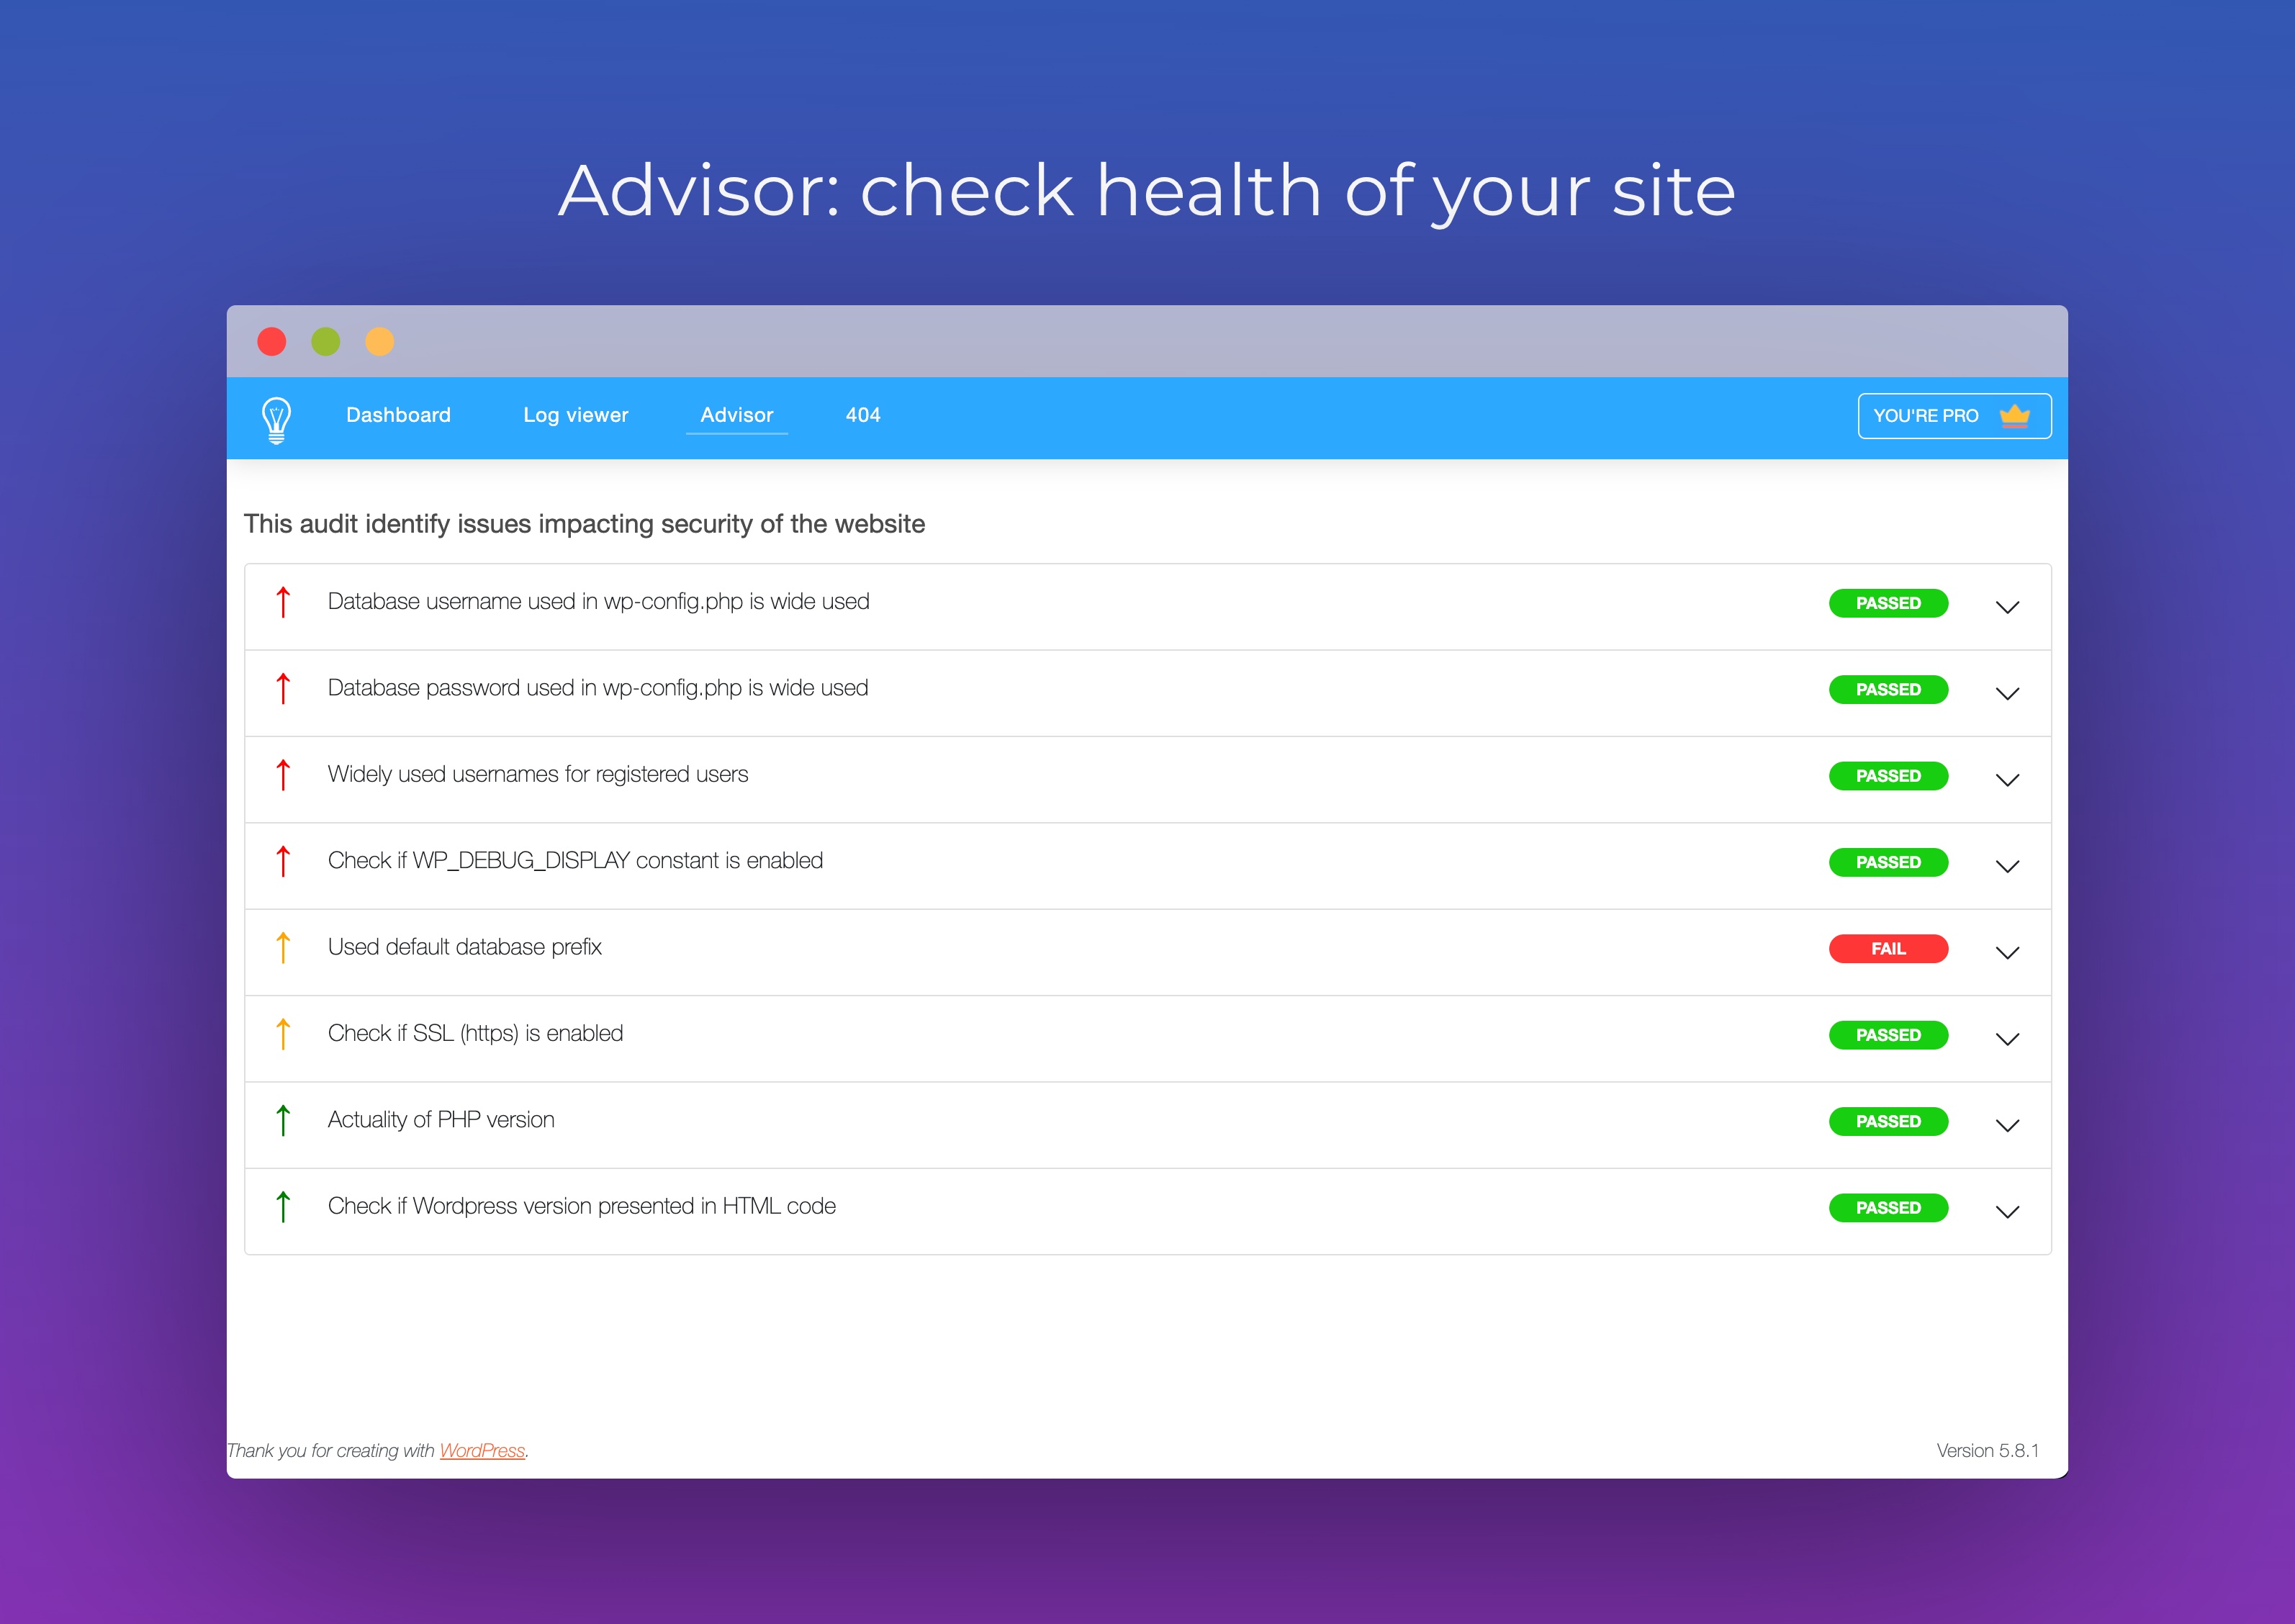 Advisor: check health of your site
Dashboard Log viewer Advisor 404 YOU'RE PRO
This audit identify issues impacting security of the website
Database username used in wp-config.php is wide used PASSED
Database password used in wp-config.php is wide used PASSED
Widely used usernames for registered users PASSED
Check if WP_DEBUG_DISPLAY constant is enabled PASSED
Used default database prefix FAIL
Check if SSL (https) is enabled PASSED
Actuality of PHP version PASSED
Check if Wordpress version presented in HTML code PASSED
Thank you for creating with WordPress. Version 5.8.1